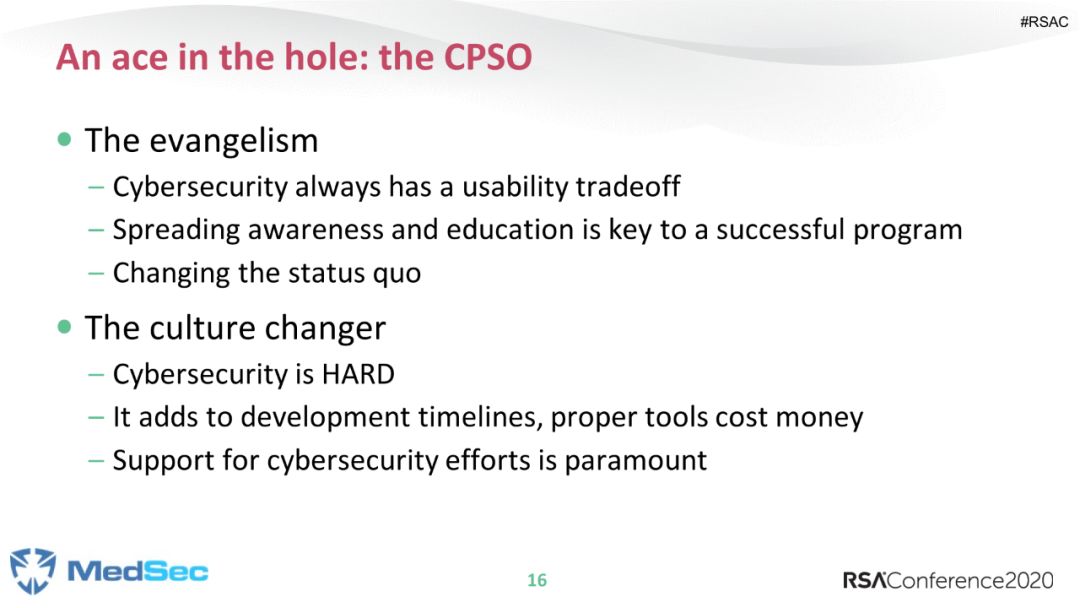 #RSAC
An ace in the hole: the CPSO
• The evangelism
– Cybersecurity always has a usability tradeoff
– Spreading awareness and education is key to a successful program
– Changing the status quo
• The culture changer
– Cybersecurity is HARD
– It adds to development timelines, proper tools cost money
– Support for cybersecurity efforts is paramount
MedSec
16
RSAConference2020